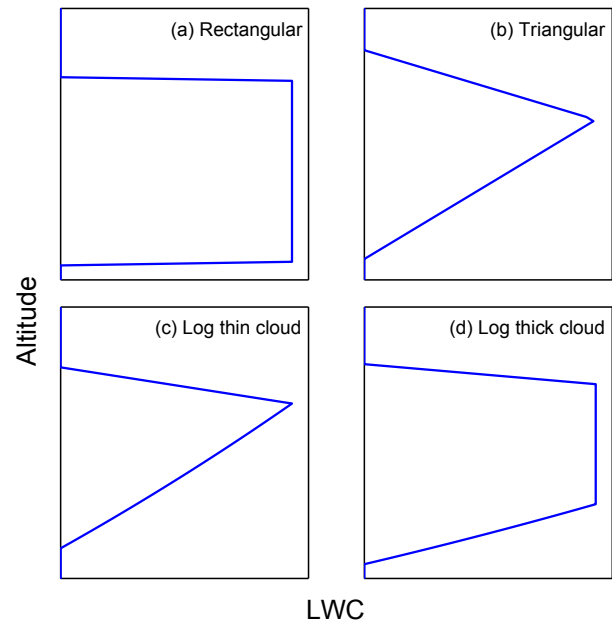 (a) Rectangular
(b) Triangular
Altitude
(c) Log thin cloud
(d) Log thick cloud
LWC